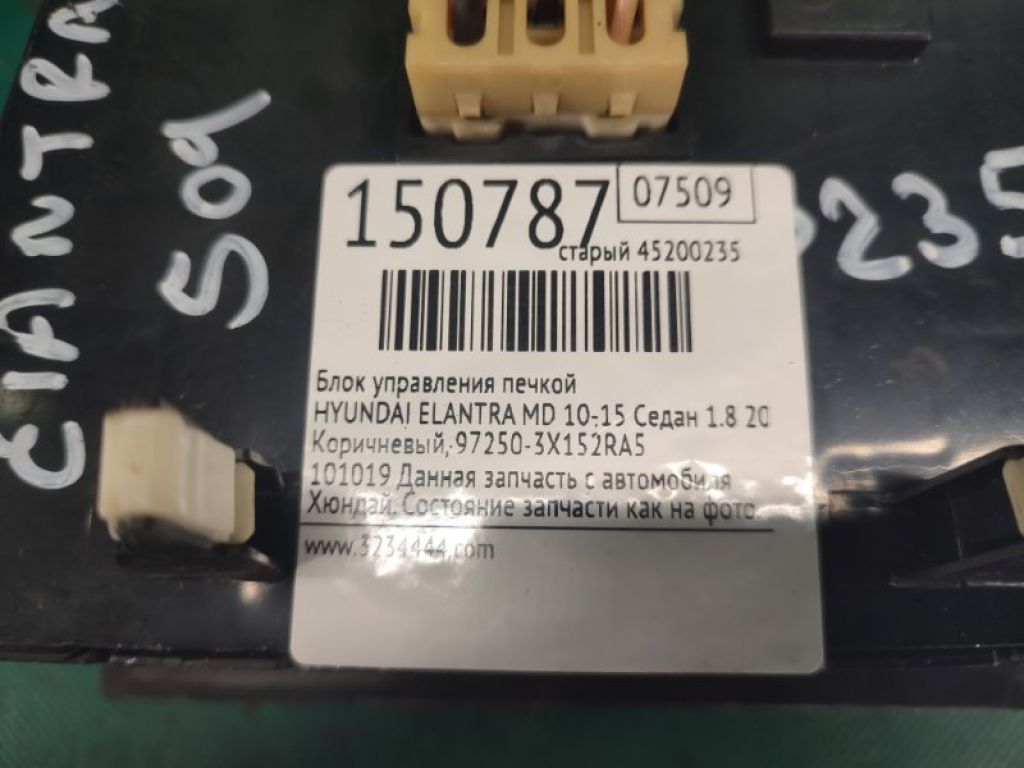 ElANTRA
509
235
150787
07509
старый 45200235
Блок управления печкой
HYUNDAI ELANTRA MD 10-15 Седан 1.8 20
Коричневый, 97250-3X152RA5
101019 Данная запчасть с автомобиля
Хюндай. Состояние запчасти как на фото.
www.3234444.com